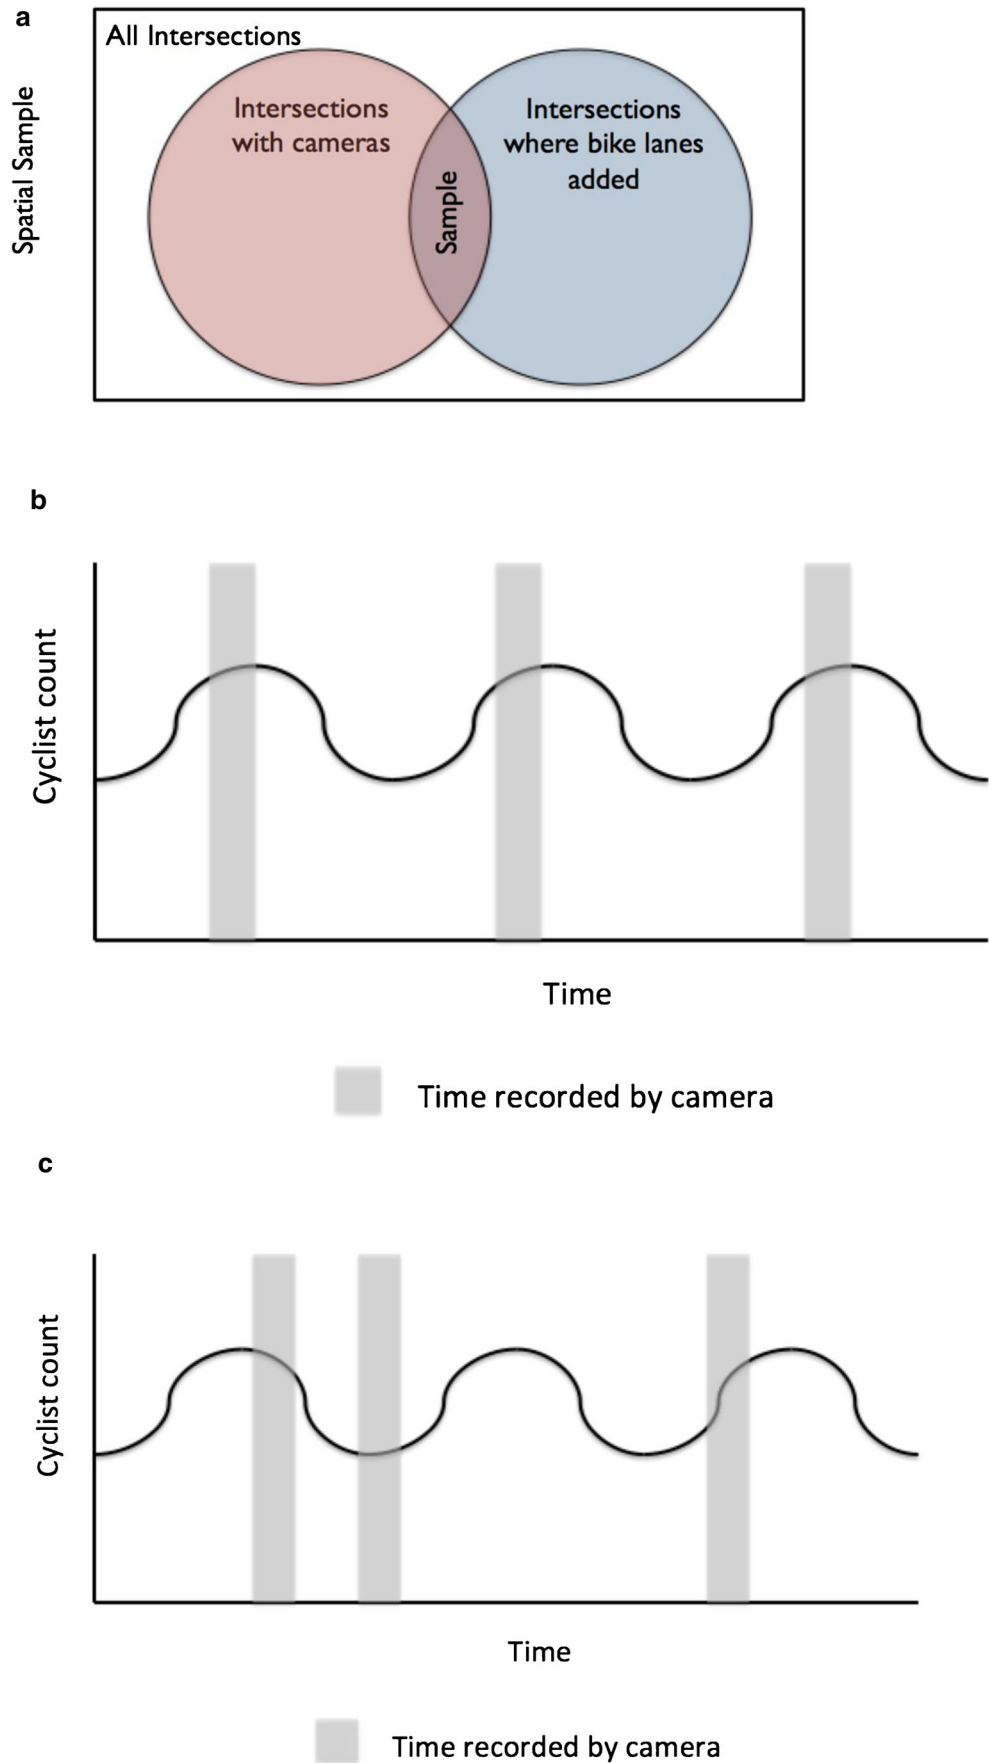 a
All Intersections
Spatial Sample
Intersections
with cameras
Intersections
where bike lanes
added
Sample
b
Cyclist count
Time
Time recorded by camera
c
Cyclist count
Time
Time recorded by camera